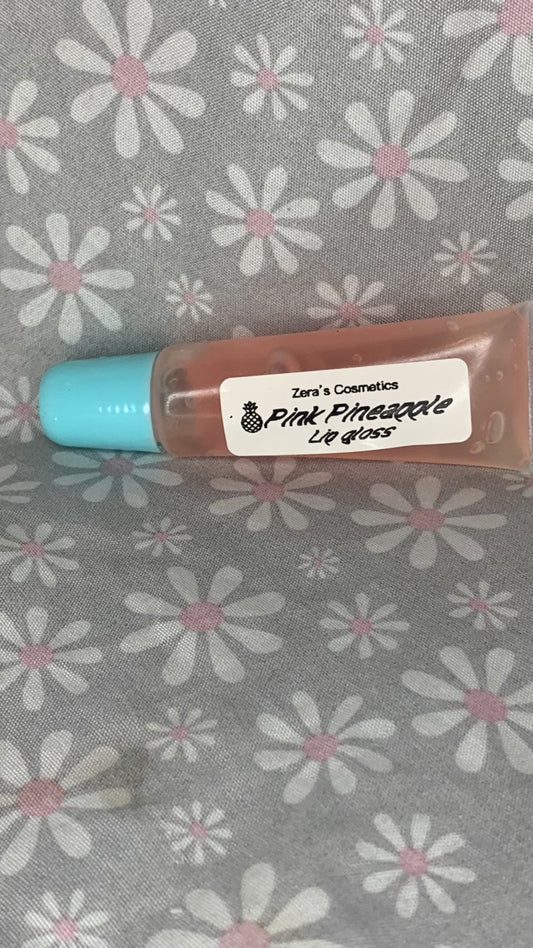 Zera's Cosmetics
Pink Pineapple
Lip gloss